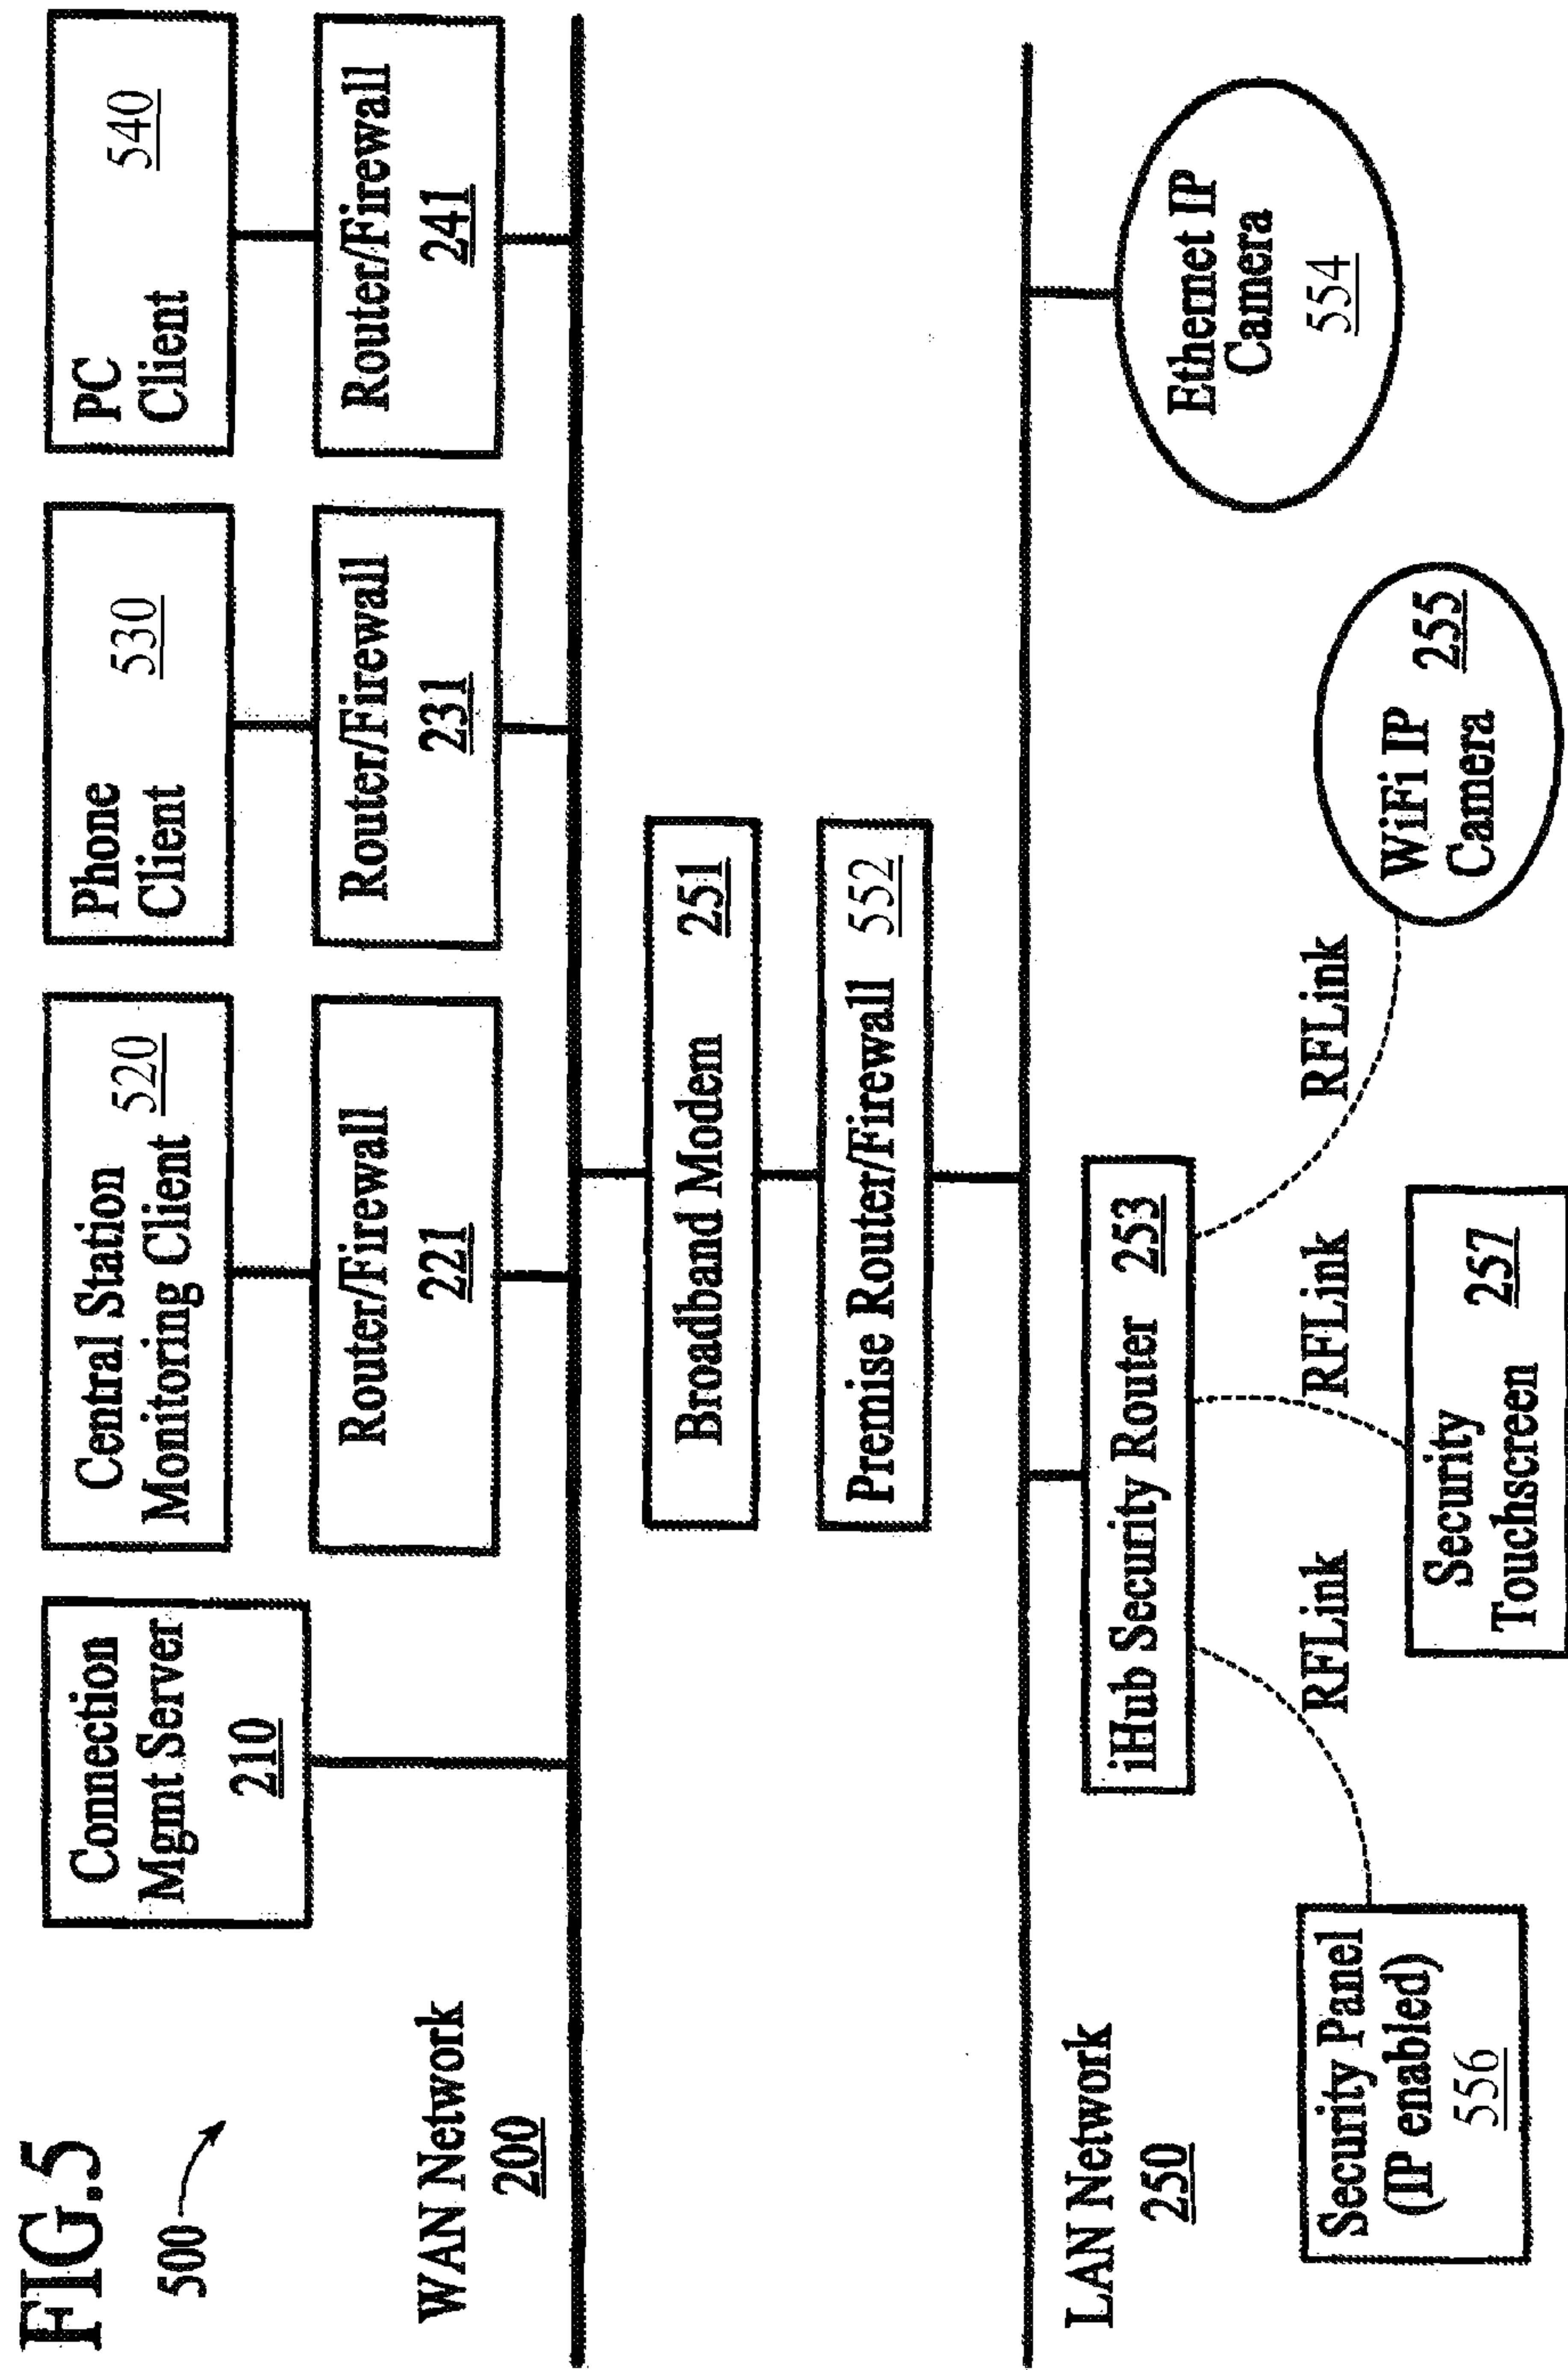 FIG.5
500
Connection
Mgmt Server
210
Central Station
Monitoring Client
520
Phone
Client
530
PC
Client
540
Router/Firewall
221
Router/Firewall
231
Router/Firewall
241
WAN Network
200
Broadband Modem 251
Premise Router/Firewall 552
LAN Network
250
iHub Security Router 253
Ethernet IP
Camera
554
RFLink
RFLink
RFLink
Security Panel
(IP enabled)
556
Security
Touchscreen
257
WiFi IP
Camera
255